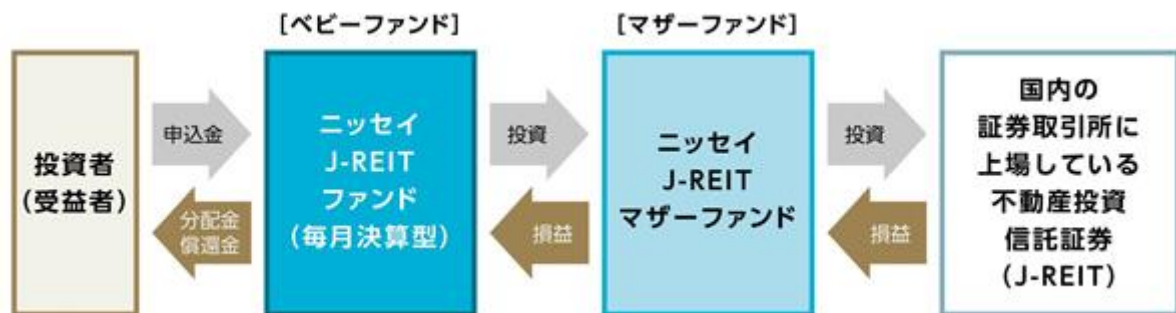 [ベビーファンド]
[マザーファンド]
投資者
(受益者)
申込金
分配金
償還金
ニッセイ
J-REIT
ファンド
(毎月決算型)
投資
損益
ニッセイ
J-REIT
マザーファンド
投資
損益
国内の
証券取引所に
上場している
不動産投資
信託証券
(J-REIT)